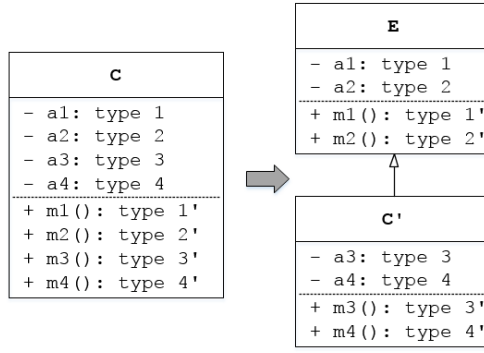 C
- a1: type 1
- a2: type 2
- a3: type 3
- a4: type 4
+ m1(): type 1'
+ m2(): type 2'
+ m3(): type 3'
+ m4(): type 4'
E
- a1: type 1
- a2: type 2
+ m1(): type 1'
+ m2(): type 2'
C'
- a3: type 3
- a4: type 4
+ m3(): type 3'
+ m4(): type 4'